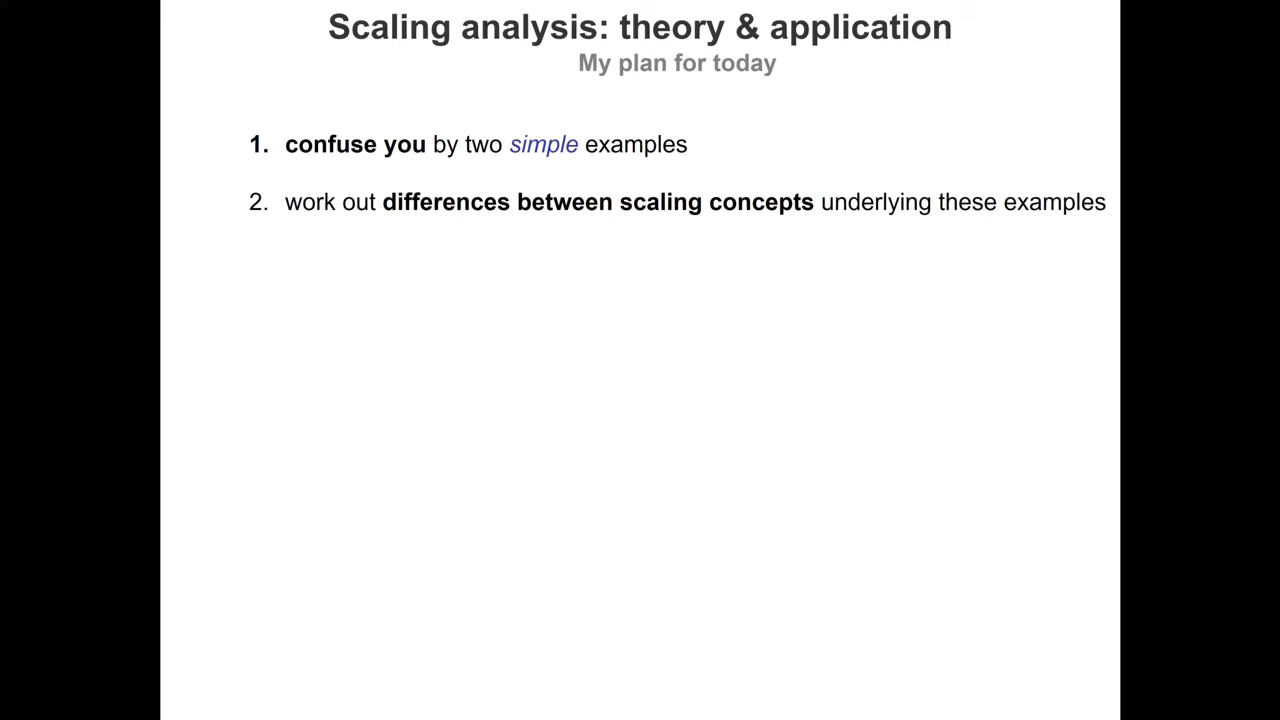 Scaling analysis: theory & application
My plan for today
1. confuse you by two simple examples
2. work out differences between scaling concepts underlying these examples